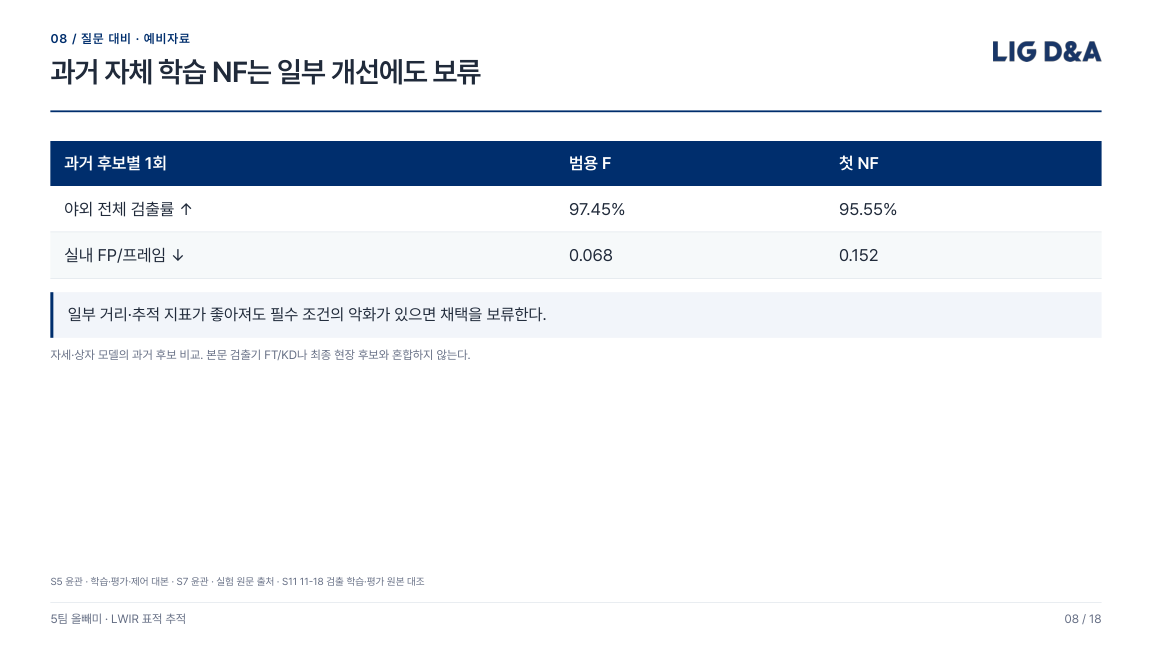 08 / 질문 대비 · 예비자료
과거 자체 학습 NF는 일부 개선에도 보류
LIG D&A
과거 후보별 1회 범용 F 첫 NF
야외 전체 검출률 ↑ 97.45% 95.55%
실내 FP/프레임 ↓ 0.068 0.152
일부 거리·추적 지표가 좋아져도 필수 조건의 악화가 있으면 채택을 보류한다.
자세·상자 모델의 과거 후보 비교. 본문 검출기 FT/KD나 최종 현장 후보와 혼합하지 않는다.
S5 윤관 · 학습·평가·제어 대본 · S7 윤관 · 실험 원문 출처 · S11 11-18 검출 학습·평가 원본 대조
5팀 올빼미 · LWIR 표적 추적
08 / 18